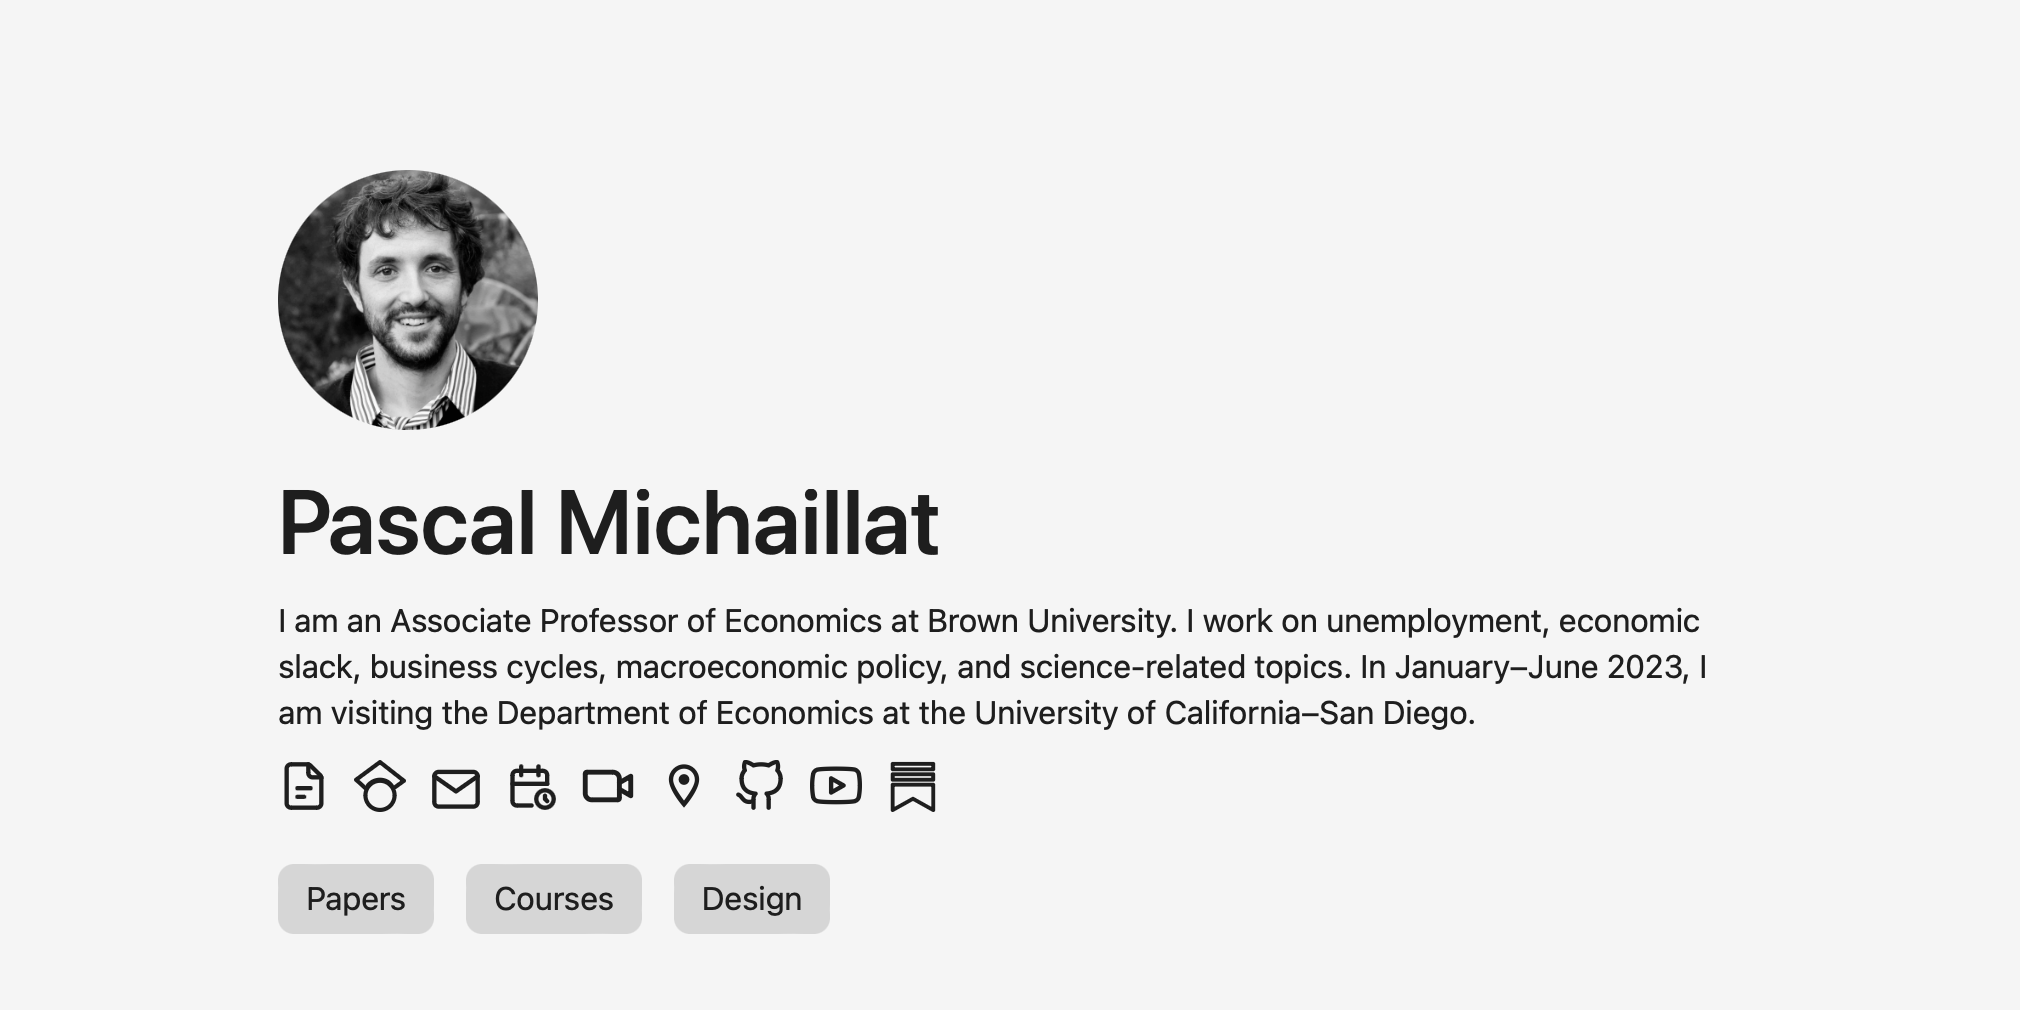 Pascal Michaillat
I am an Associate Professor of Economics at Brown University. I work on unemployment, economic
slack, business cycles, macroeconomic policy, and science-related topics. In January–June 2023, I
am visiting the Department of Economics at the University of California–San Diego.
Papers
Courses
Design